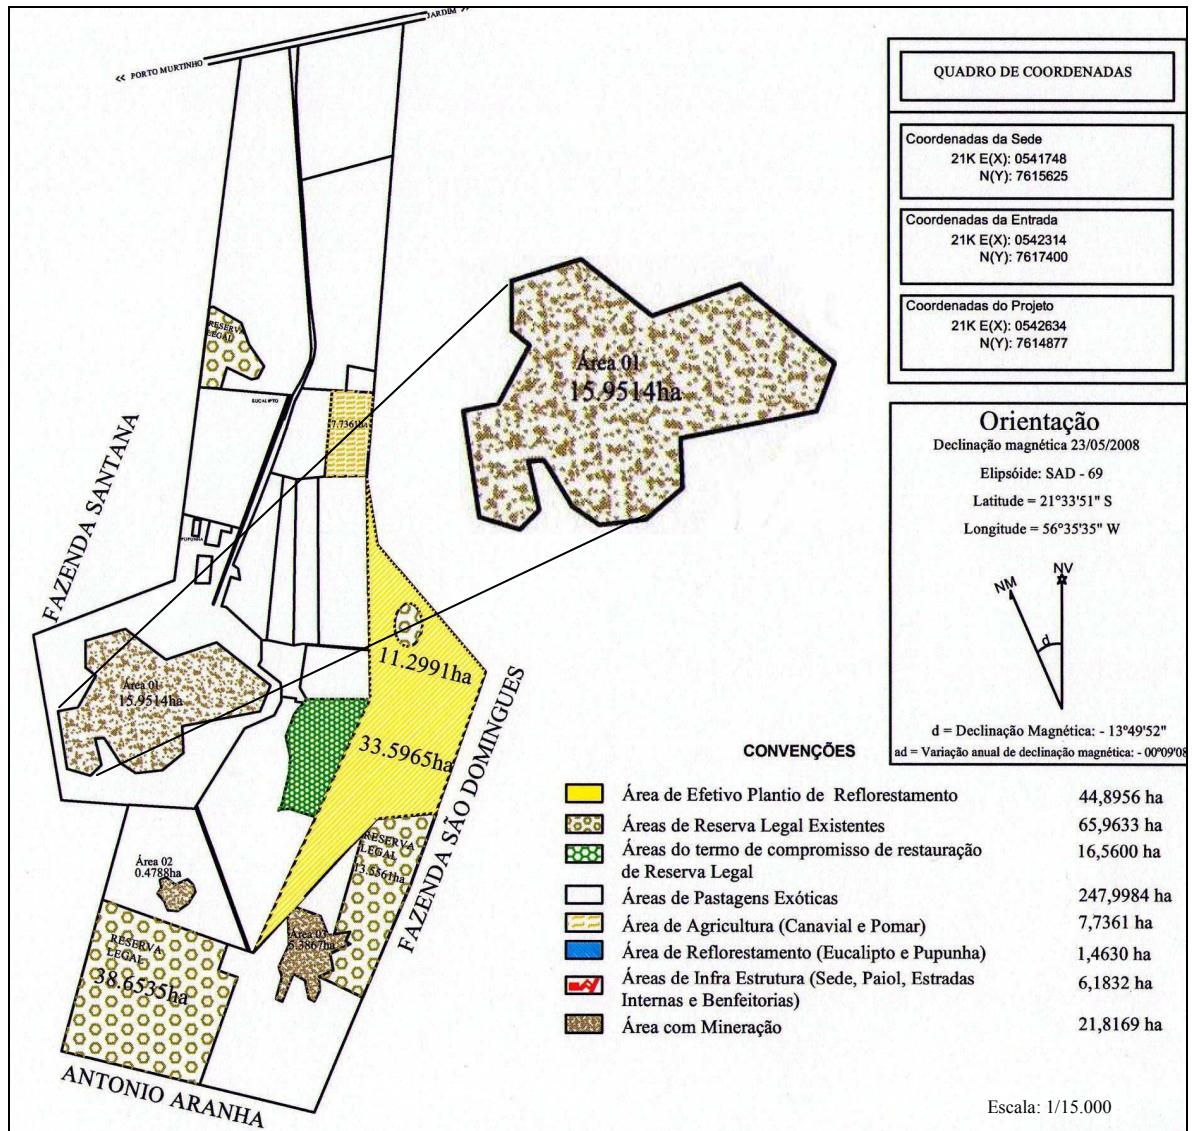 JARDIM >>
<< PORTO MURTINHO
RESERVA
LEGAL
EUCALIPTO
7.7361ha
PUPUNHA
FAZENDA SANTANA
Área 01
15.9514ha
Área 01
15.9514ha
11.2991ha
33.5965ha
FAZENDA SÃO DOMINGUES
RESERVA
LEGAL
13.5561ha
Área 02
0.4788ha
Área 03
5.3867ha
RESERVA
LEGAL
38.6535ha
ANTONIO ARANHA
QUADRO DE COORDENADAS
Coordenadas da Sede
21K E(X): 0541748
N(Y): 7615625
Coordenadas da Entrada
21K E(X): 0542314
N(Y): 7617400
Coordenadas do Projeto
21K E(X): 0542634
N(Y): 7614877
Orientação
Declinação magnética 23/05/2008
Elipsóide: SAD - 69
Latitude = 21º33'51" S
Longitude = 56º35'35" W
NM
NV
d
d = Declinação Magnética: - 13º49'52"
ad = Variação anual de declinação magnética: - 00º09'08
CONVENÇÕES
Área de Efetivo Plantio de Reflorestamento 44,8956 ha
Áreas de Reserva Legal Existentes 65,9633 ha
Áreas do termo de compromisso de restauração 16,5600 ha
de Reserva Legal
Áreas de Pastagens Exóticas 247,9984 ha
Área de Agricultura (Canavial e Pomar) 7,7361 ha
Área de Reflorestamento (Eucalipto e Pupunha) 1,4630 ha
Áreas de Infra Estrutura (Sede, Paiol, Estradas 6,1832 ha
Internas e Benfeitorias)
Área com Mineração 21,8169 ha
Escala: 1/15.000